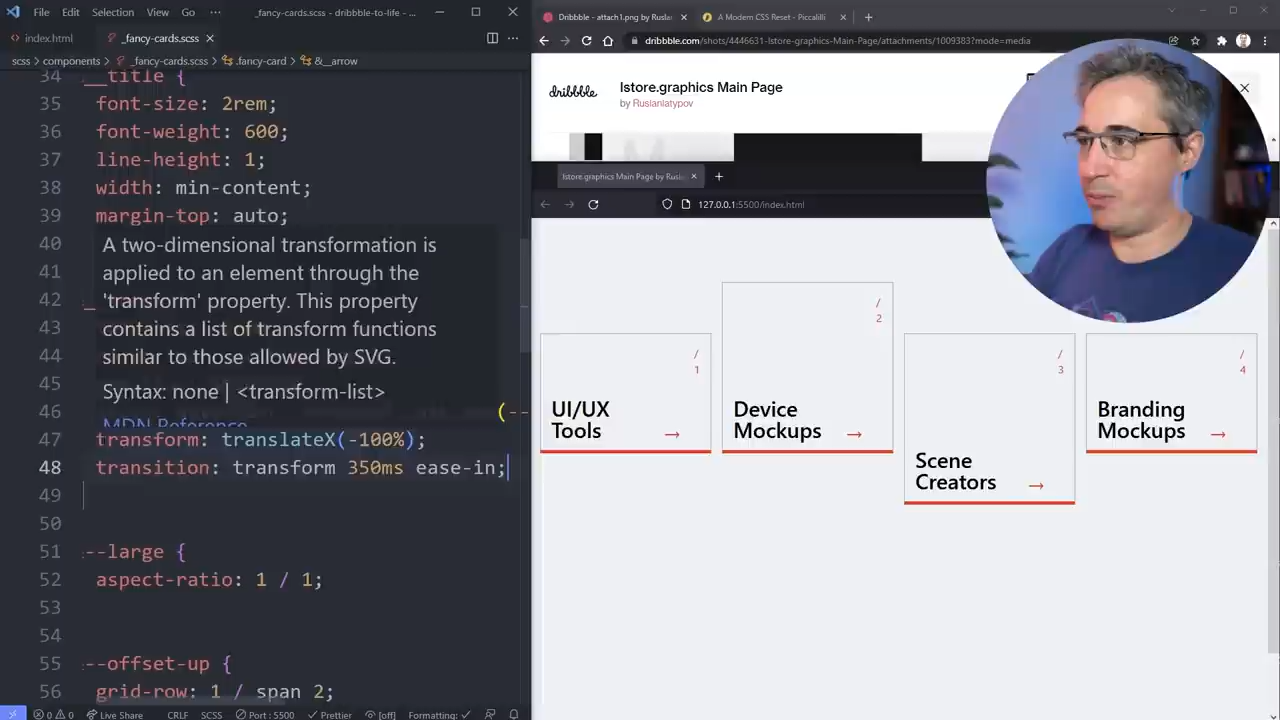 File Edit Selection View Go ··· _fancy-cards.scss - dribbble-to-life - ...
index.html _fancy-cards.scss
scss > components > _fancy-cards.scss > .fancy-card > &__arrow
34 __title {
35 font-size: 2rem;
36 font-weight: 600;
37 line-height: 1;
38 width: min-content;
39 margin-top: auto;
40
41
42
43
44
45
46 (--
A two-dimensional transformation is
applied to an element through the
'transform' property. This property
contains a list of transform functions
similar to those allowed by SVG.
Syntax: none | <transform-list>
MDN Reference
47 transform: translateX(-100%);
48 transition: transform 350ms ease-in;
49
50
51 --large {
52 aspect-ratio: 1 / 1;
53
54
55 --offset-up {
56 grid-row: 1 / span 2;
0 0 Live Share CRLF SCSS Port : 5500 Prettier [off] Formatting:
Dribbble - attach1.png by Rusla
A Modern CSS Reset - Piccalilli
dribbble.com/shots/4446631-Istore-graphics-Main-Page/attachments/1009383?mode=media
dribbble
Istore.graphics Main Page
by Ruslanlatypov
Istore.graphics Main Page by Rusla
127.0.0.1:5500/index.html
/
1
UI/UX
Tools →
/
2
Device
Mockups →
/
3
Scene
Creators →
/
4
Branding
Mockups →